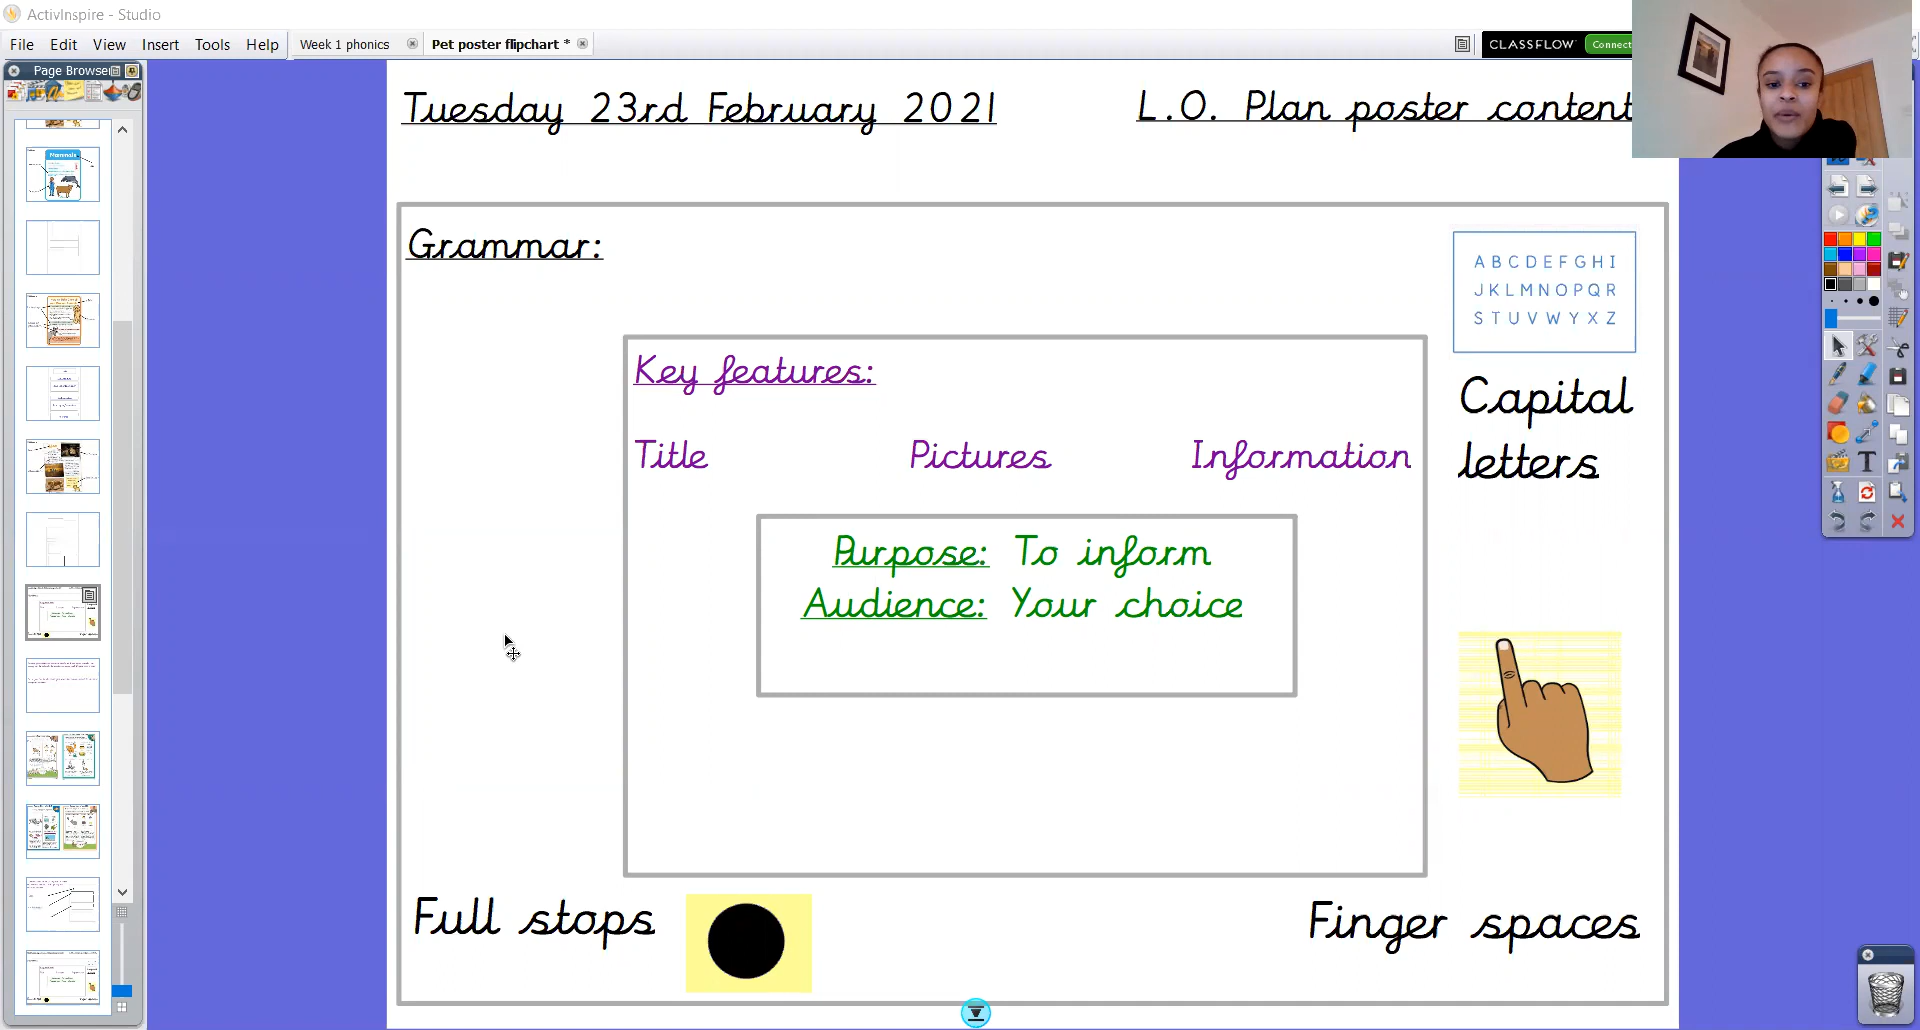 ActivInspire - Studio
File Edit View Insert Tools Help
Week 1 phonics
Pet poster flipchart *
CLASSFLOW
Connect
Page Browser
Tuesday 23rd February 2021
L.O. Plan poster content
Grammar:
A B C D E F G H I
J K L M N O P Q R
S T U V W Y X Z
Key features:
Capital
letters
Title Pictures Information
Purpose: To inform
Audience: Your choice
Full stops
Finger spaces
Mammals